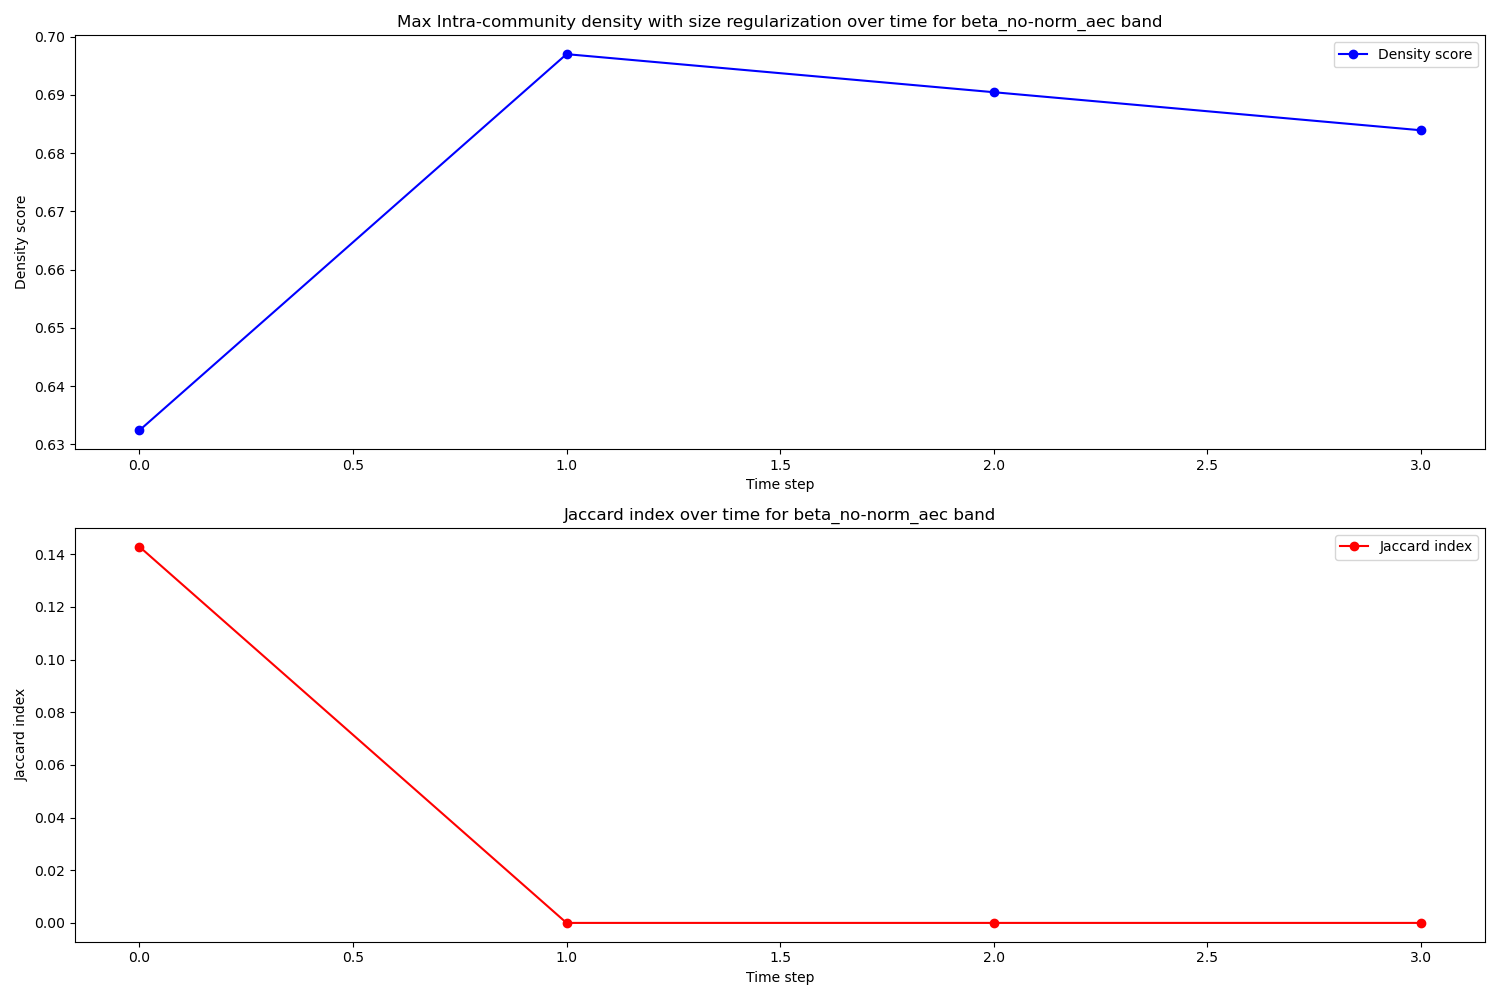 Max Intra-community density with size regularization over time for beta_no-norm_aec band
0.70
0.69
0.68
0.67
0.66
0.65
0.64
0.63
Density score
Density score
0.0 0.5 1.0 1.5 2.0 2.5 3.0
Time step
Jaccard index over time for beta_no-norm_aec band
0.14
0.12
0.10
0.08
0.06
0.04
0.02
0.00
Jaccard index
Jaccard index
0.0 0.5 1.0 1.5 2.0 2.5 3.0
Time step